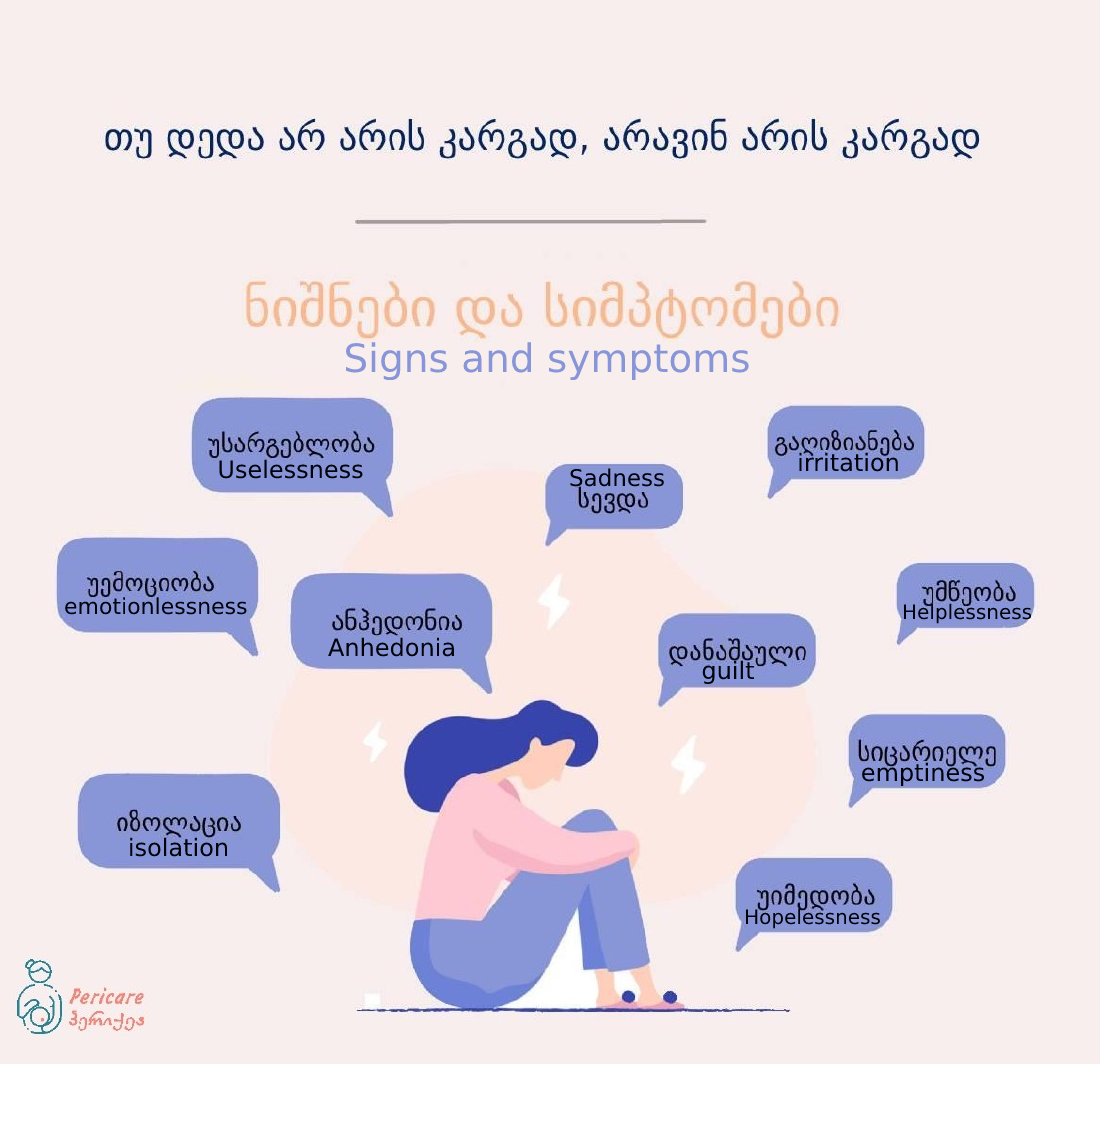 თუ დედა არ არის კარგად, არავინ არის კარგად
ნიშნები და სიმპტომები
Signs and symptoms
უსარგებლობა
Uselessness
გაღიზიანება
irritation
Sadness
სევდა
უემოციობა
emotionlessness
ანჰედონია
Anhedonia
უმწეობა
Helplessness
დანაშაული
guilt
სიცარიელე
emptiness
იზოლაცია
isolation
უიმედობა
Hopelessness
Pericare
პერიქეა